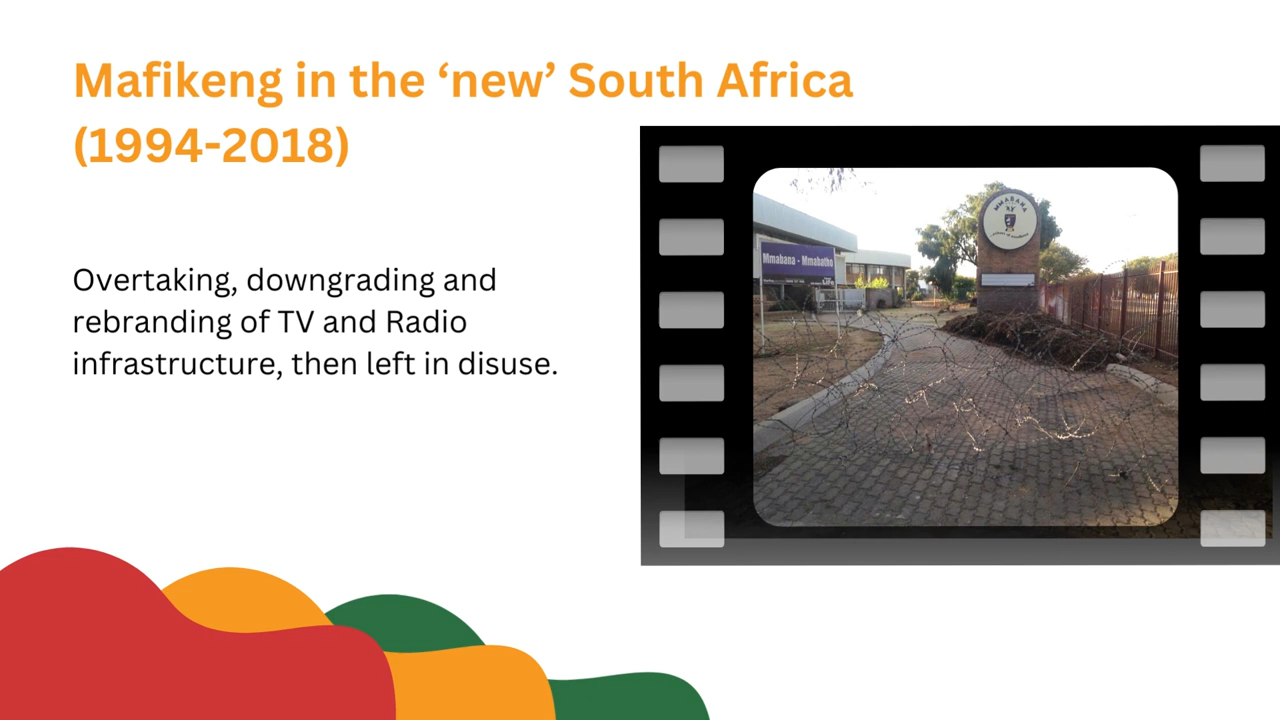 Mafikeng in the ‘new’ South Africa
(1994-2018)
Overtaking, downgrading and
rebranding of TV and Radio
infrastructure, then left in disuse.
Mmabana - Mmabatho
MMABANA